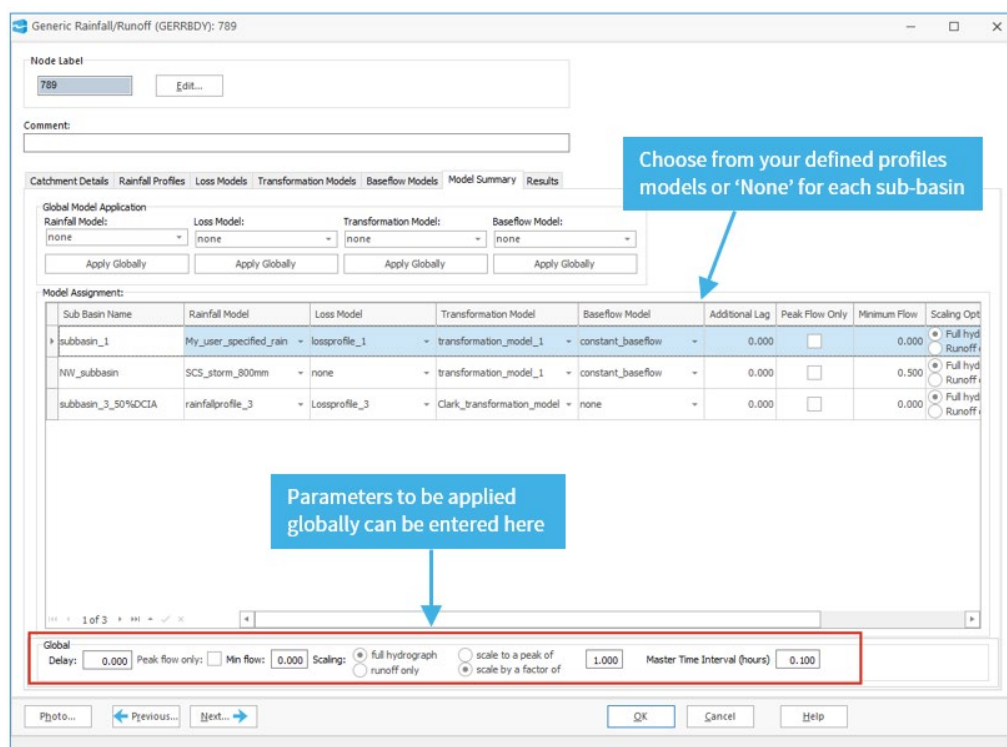 Generic Rainfall/Runoff (GERRBDY): 789
Node Label
789
Edit...
Comment:
Choose from your defined profiles
models or 'None' for each sub-basin
Catchment Details Rainfall Profiles Loss Models Transformation Models Baseflow Models Model Summary Results
Global Model Application
Rainfall Model: Loss Model: Transformation Model: Baseflow Model:
none none none none
Apply Globally Apply Globally Apply Globally Apply Globally
Model Assignment:
Sub Basin Name Rainfall Model Loss Model Transformation Model Baseflow Model Additional Lag Peak Flow Only Minimum Flow Scaling Opt
subbasin_1 My_user_specified_rain lossprofile_1 transformation_model_1 constant_baseflow 0.000 0.000 Full hyd
Runoff
NW_subbasin SCS_storm_800mm none transformation_model_1 constant_baseflow 0.000 0.500 Full hyd
Runoff
subbasin_3_50%DCIA rainfallprofile_3 Lossprofile_3 Clark_transformation_model none 0.000 0.000 Full hyd
Runoff
Parameters to be applied
globally can be entered here
1 of 3
Global
Delay: 0.000 Peak flow only: Min flow: 0.000 Scaling: full hydrograph scale to a peak of 1.000 Master Time Interval (hours) 0.100
runoff only scale by a factor of
Photo... Previous... Next... OK Cancel Help